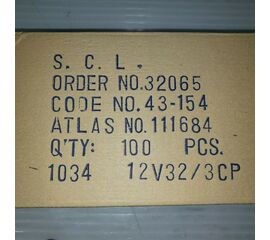 S. C. L.
ORDER NO.32065
CODE NO. 43-154
ATLAS NO.111684
Q'TY: 100 PCS.
1034 12V32/3CP